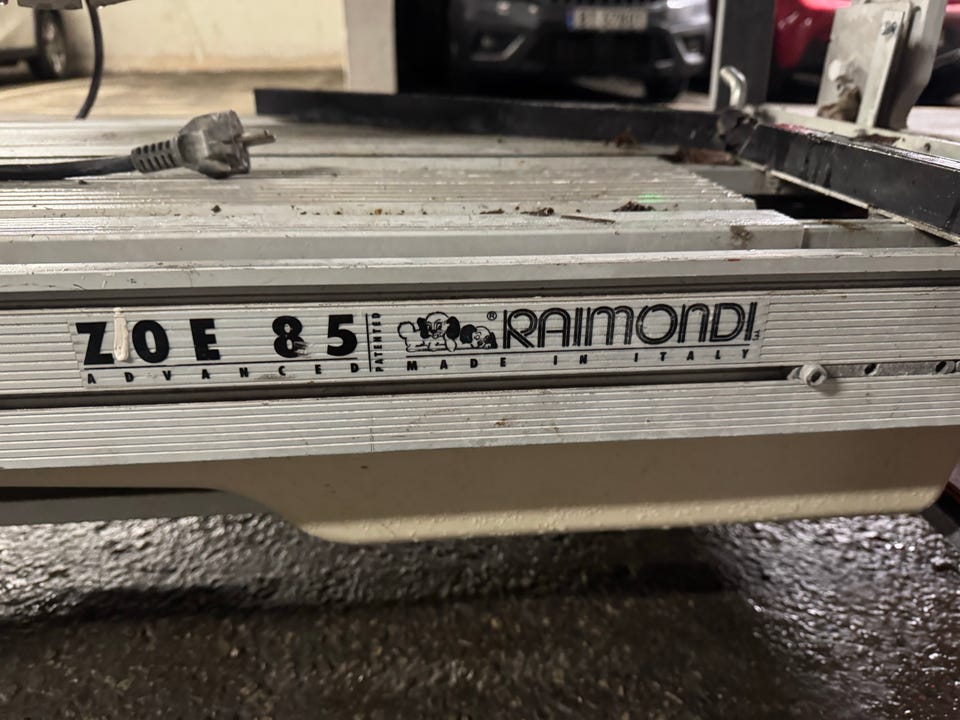 ZOE 85
ADVANCED
PATENTED
® RAIMONDI
MADE IN ITALY